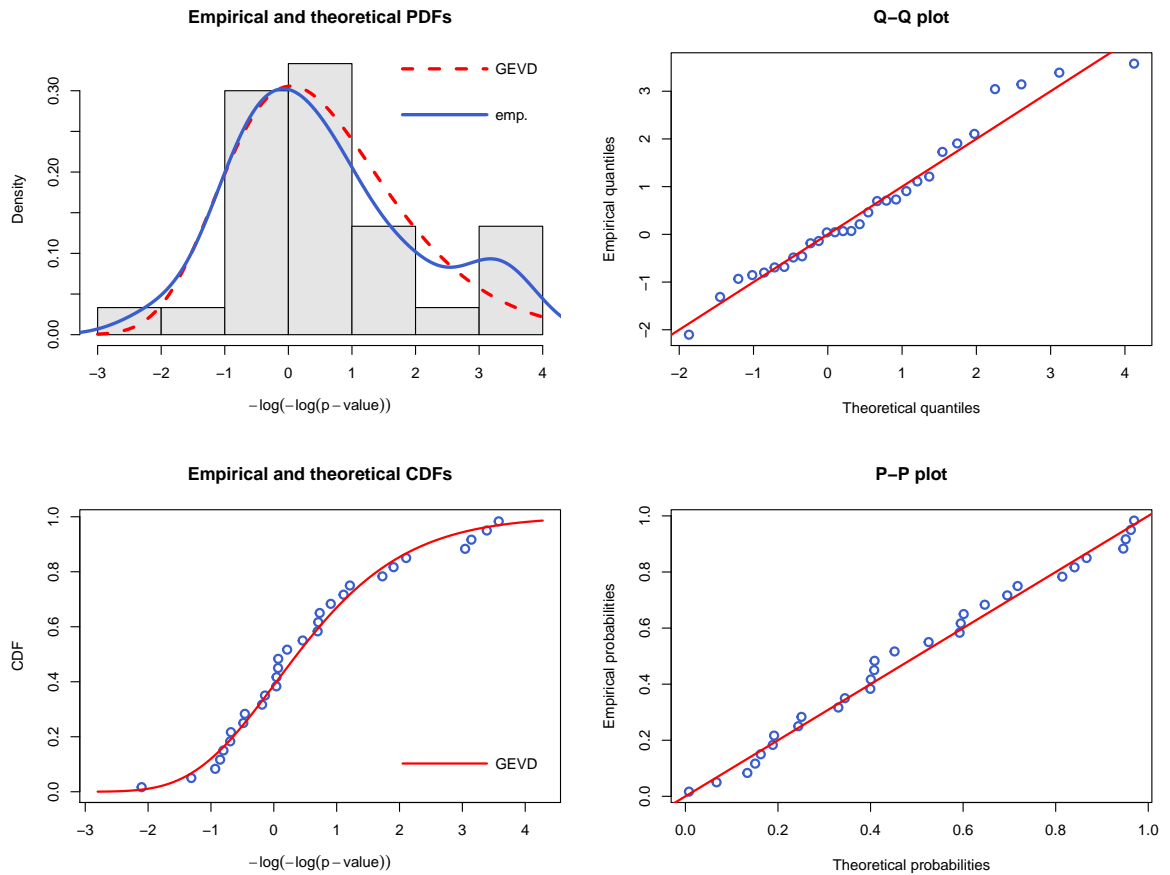 Empirical and theoretical PDFs
Density
0.00
0.10
0.20
0.30
GEVD
emp.
−3 −2 −1 0 1 2 3 4
−log(−log(p−value))
Q−Q plot
Empirical quantiles
−2
−1
0
1
2
3
−2 −1 0 1 2 3 4
Theoretical quantiles
Empirical and theoretical CDFs
CDF
0.0
0.2
0.4
0.6
0.8
1.0
GEVD
−3 −2 −1 0 1 2 3 4
−log(−log(p−value))
P−P plot
Empirical probabilities
0.0
0.2
0.4
0.6
0.8
1.0
0.0 0.2 0.4 0.6 0.8 1.0
Theoretical probabilities